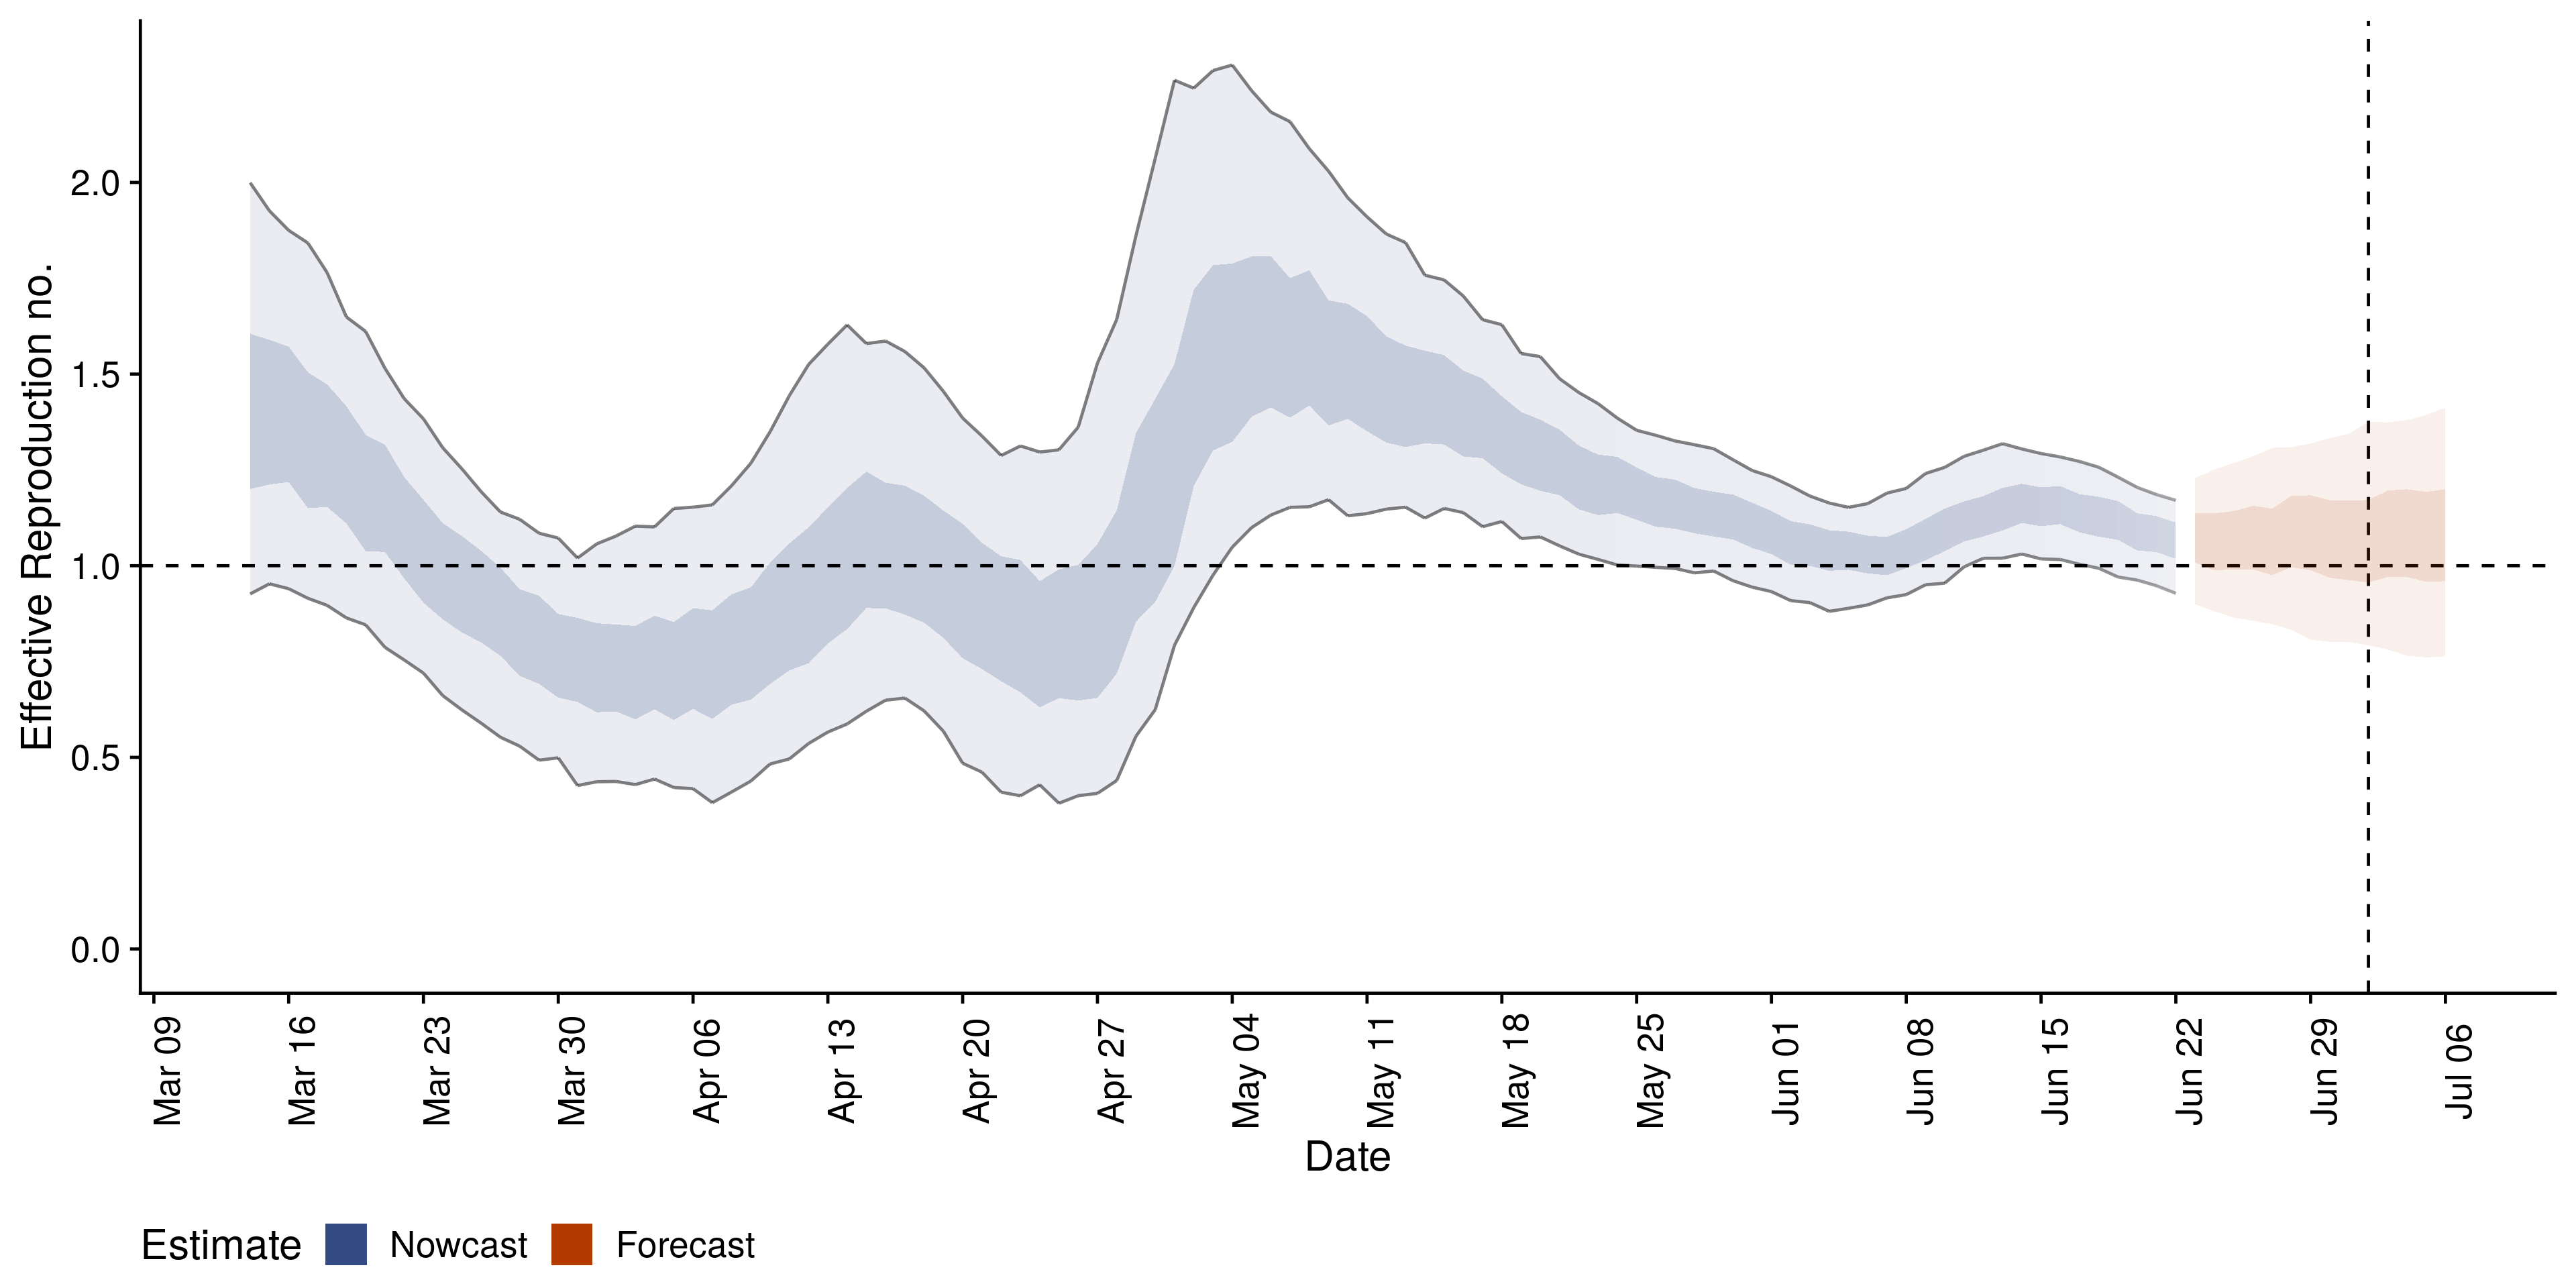 Effective Reproduction no.
2.0
1.5
1.0
0.5
0.0
Mar 09
Mar 16
Mar 23
Mar 30
Apr 06
Apr 13
Apr 20
Apr 27
May 04
May 11
May 18
May 25
Jun 01
Jun 08
Jun 15
Jun 22
Jun 29
Jul 06
Date
Estimate Nowcast Forecast